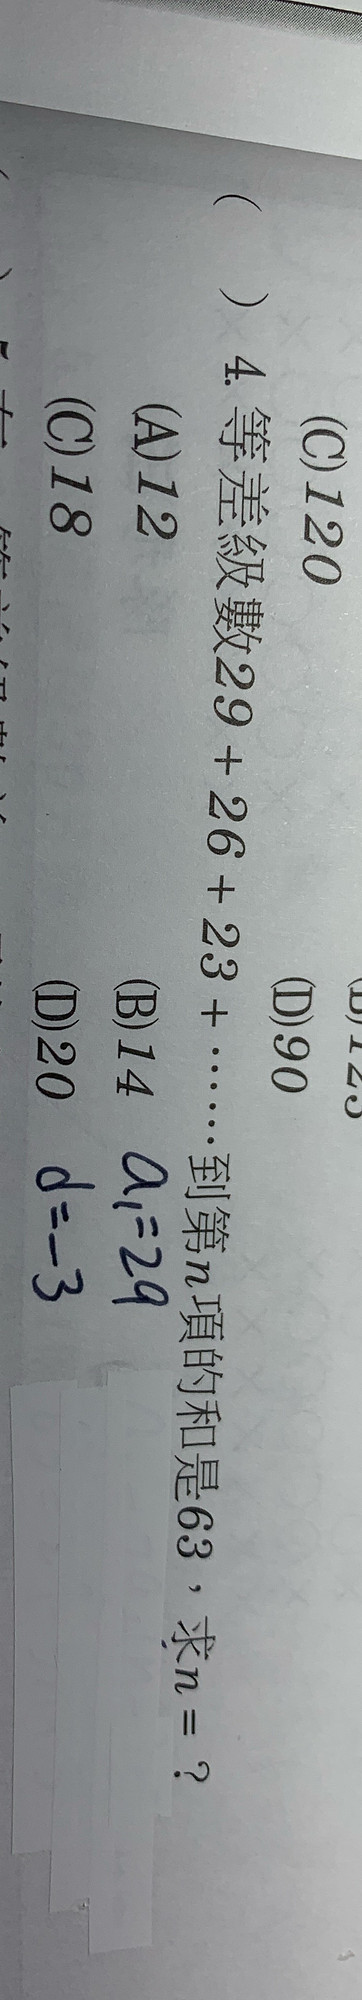 (C)120
(D)90
( ) 4. 等差級數29 + 26 + 23 + ……到第n項的和是63，求n = ?
(A)12 (B)14 a₁=29
(C)18 (D)20 d=-3